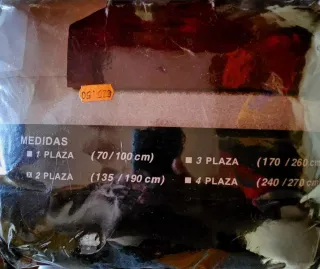 MEDIDAS
1 PLAZA (70/100 cm)
2 PLAZA (135/190 cm)
3 PLAZA (170/260 cm)
4 PLAZA (240/270 cm)